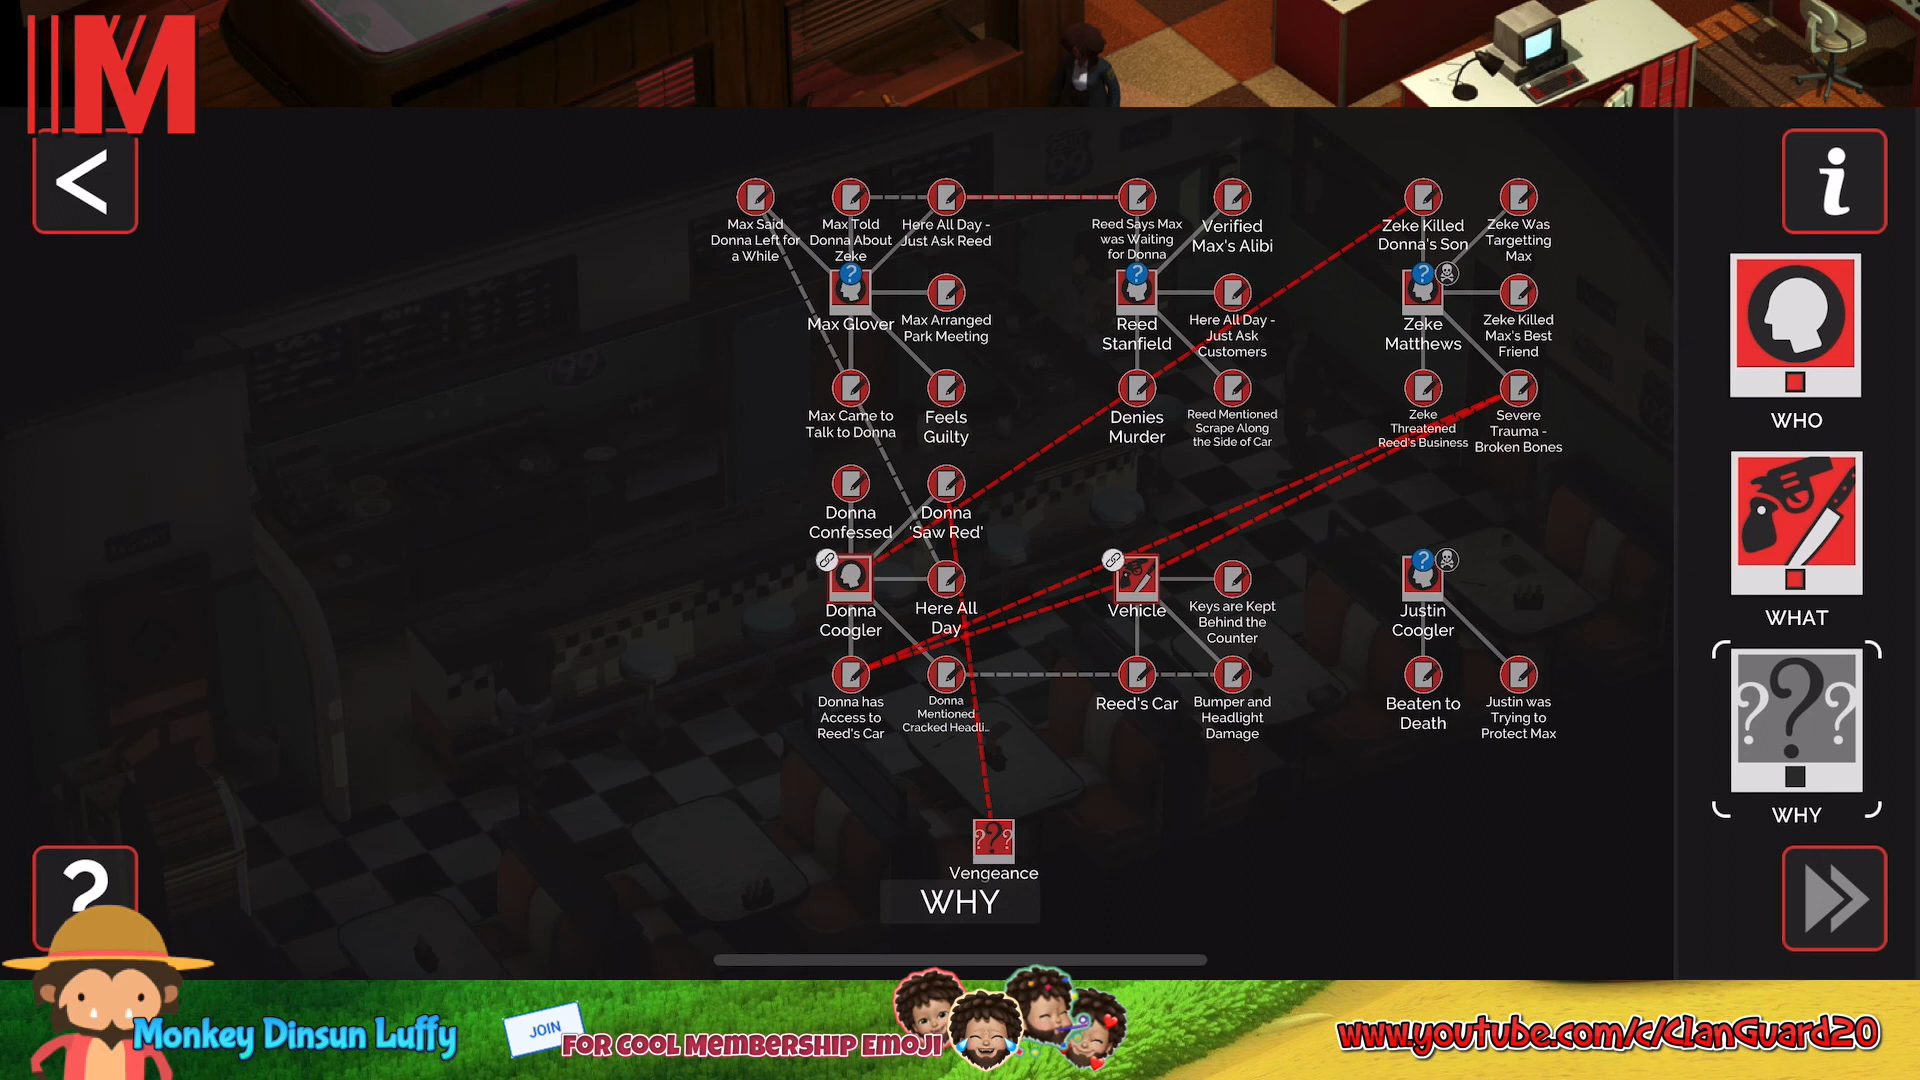 M
<
i
Max Said
Donna Left for
a While
Max Told
Donna About
Zeke
Here All Day -
Just Ask Reed
Reed Says Max
was Waiting
for Donna
Verified
Max's Alibi
Zeke Killed
Donna's Son
Zeke Was
Targetting
Max
?
?
?
Max Glover
Max Arranged
Park Meeting
Reed
Stanfield
Here All Day -
Just Ask
Customers
Zeke
Matthews
Zeke Killed
Max's Best
Friend
WHO
Max Came to
Talk to Donna
Feels
Guilty
Denies
Murder
Reed Mentioned
Scrape Along
the Side of Car
Zeke
Threatened
Reed's Business
Severe
Trauma -
Broken Bones
Donna
Confessed
Donna
'Saw Red'
?
Donna
Coogler
Here All
Day
Vehicle
Keys are Kept
Behind the
Counter
Justin
Coogler
WHAT
Donna has
Access to
Reed's Car
Donna
Mentioned
Cracked Headli...
Reed's Car
Bumper and
Headlight
Damage
Beaten to
Death
Justin was
Trying to
Protect Max
???
WHY
???
Vengeance
WHY
?
Monkey Dinsun Luffy
JOIN
FOR COOL MEMBERSHIP EMOJI
www.youtube.com/c/ClanGuard20